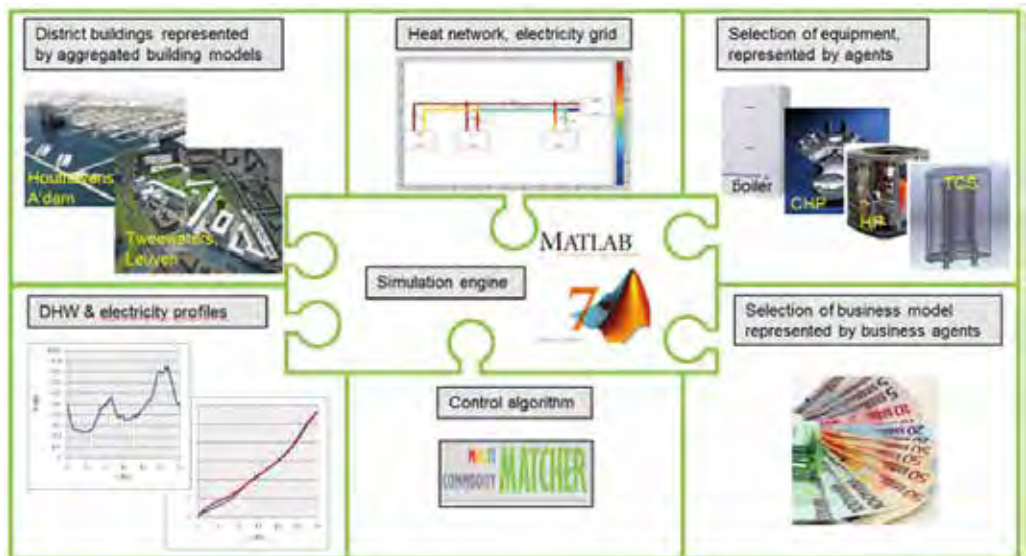 District buildings represented
by aggregated building models
Heat network, electricity grid
Selection of equipment,
represented by agents
Houthavens
A'dam
Tweewaters
Leuven
Boiler
CHP
HP
TCS
MATLAB
7
Simulation engine
DHW & electricity profiles
Selection of business model
represented by business agents
Control algorithm
MULTI
COMMODITY
MATCHER